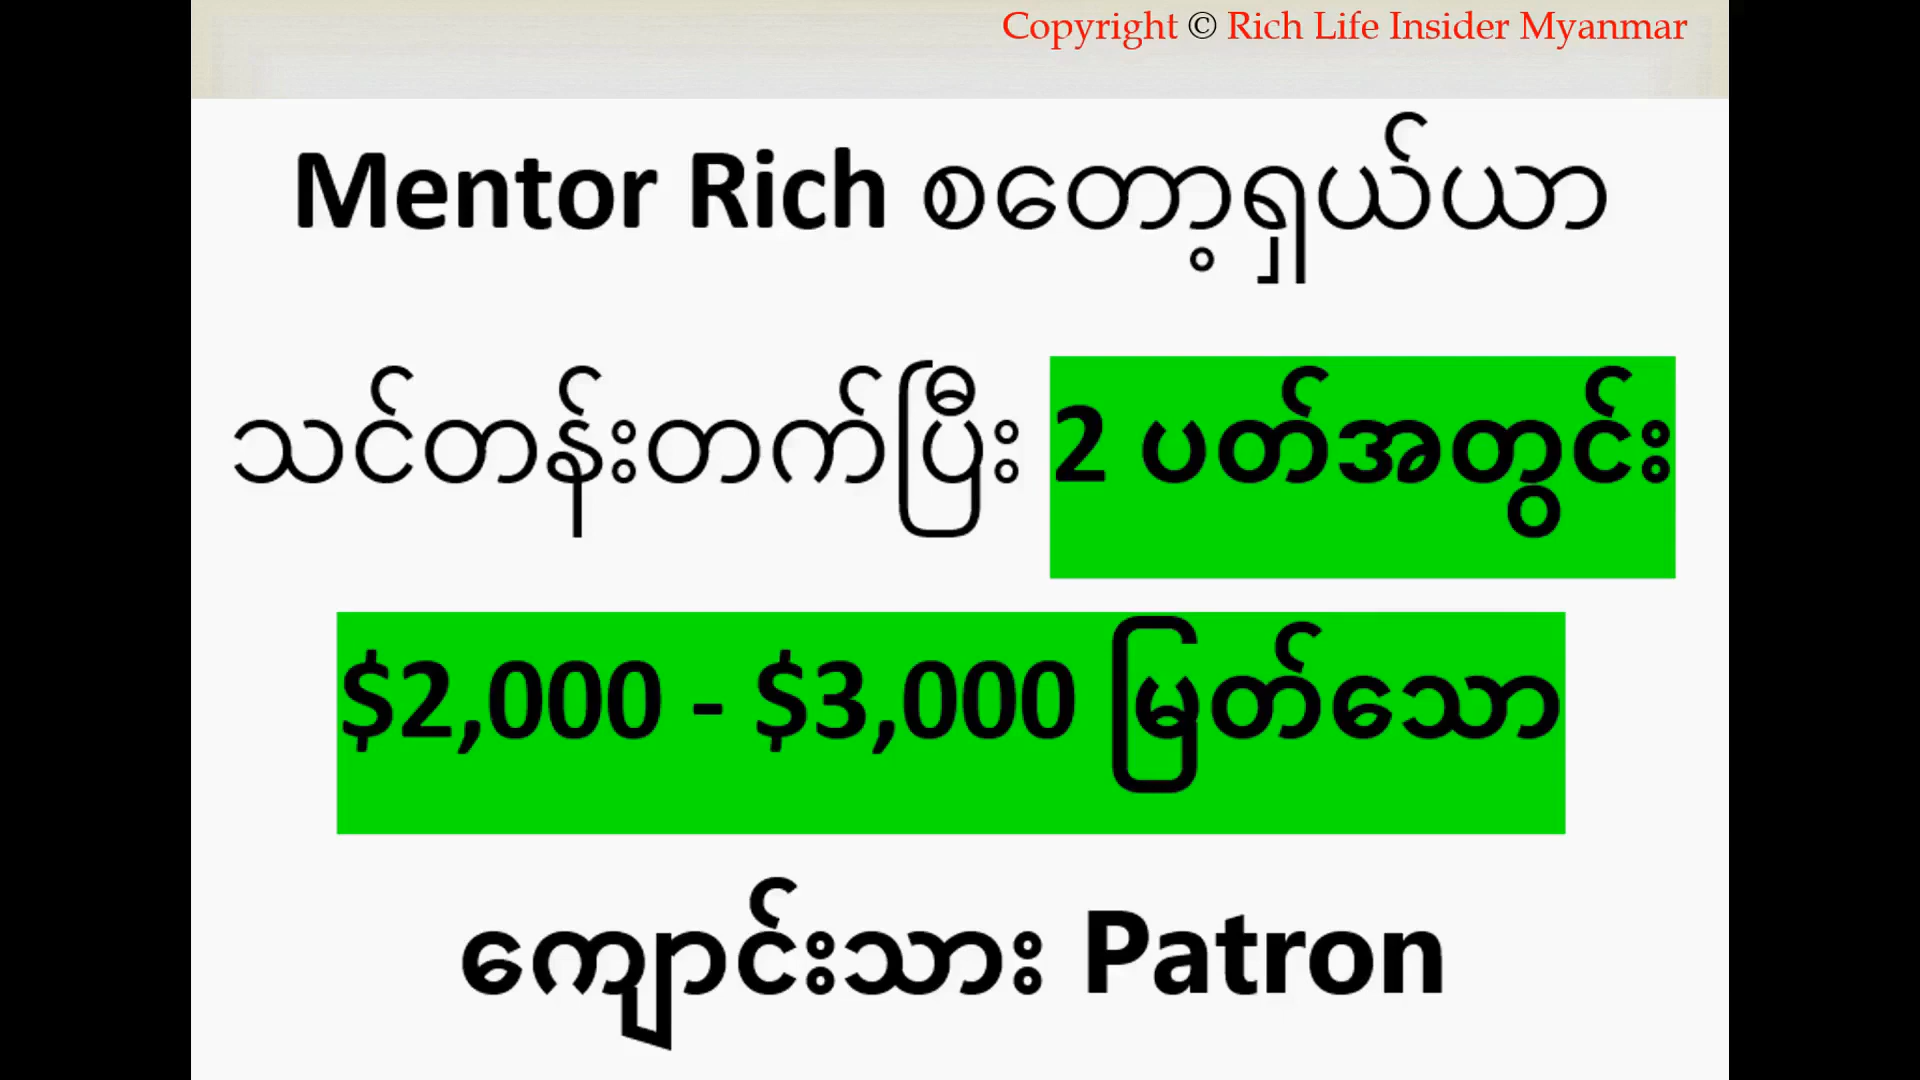 Copyright © Rich Life Insider Myanmar
Mentor Rich စတော့ရှယ်ယာ
သင်တန်းတက်ပြီး 2 ပတ်အတွင်း
$2,000 - $3,000 မြတ်သော
ကျောင်းသား Patron